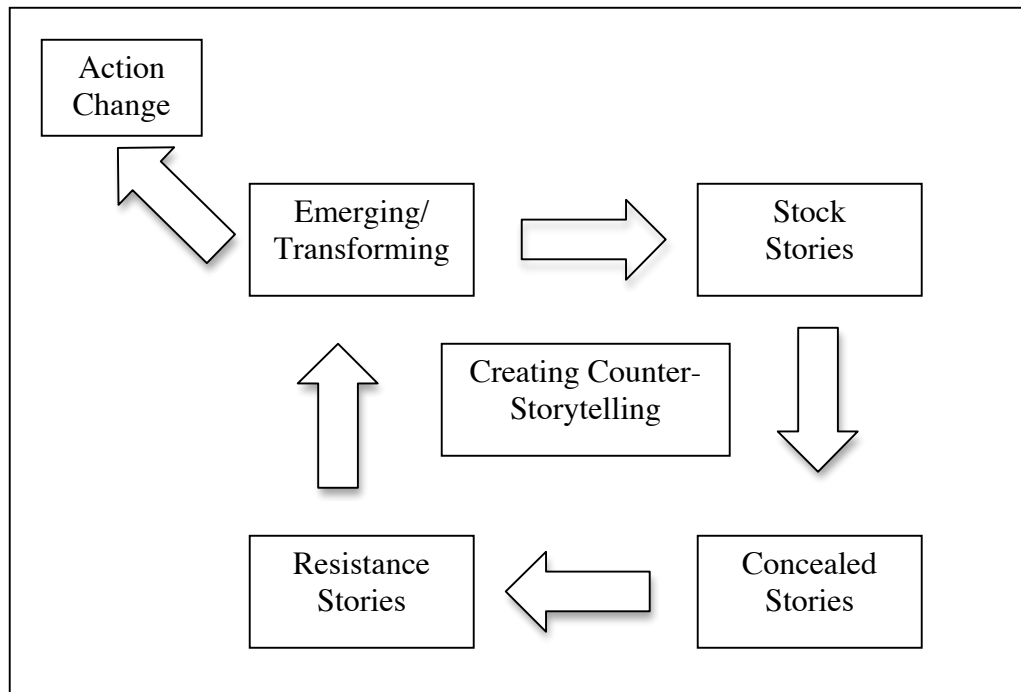 Action
Change
Emerging/
Transforming
Stock
Stories
Creating Counter-
Storytelling
Resistance
Stories
Concealed
Stories